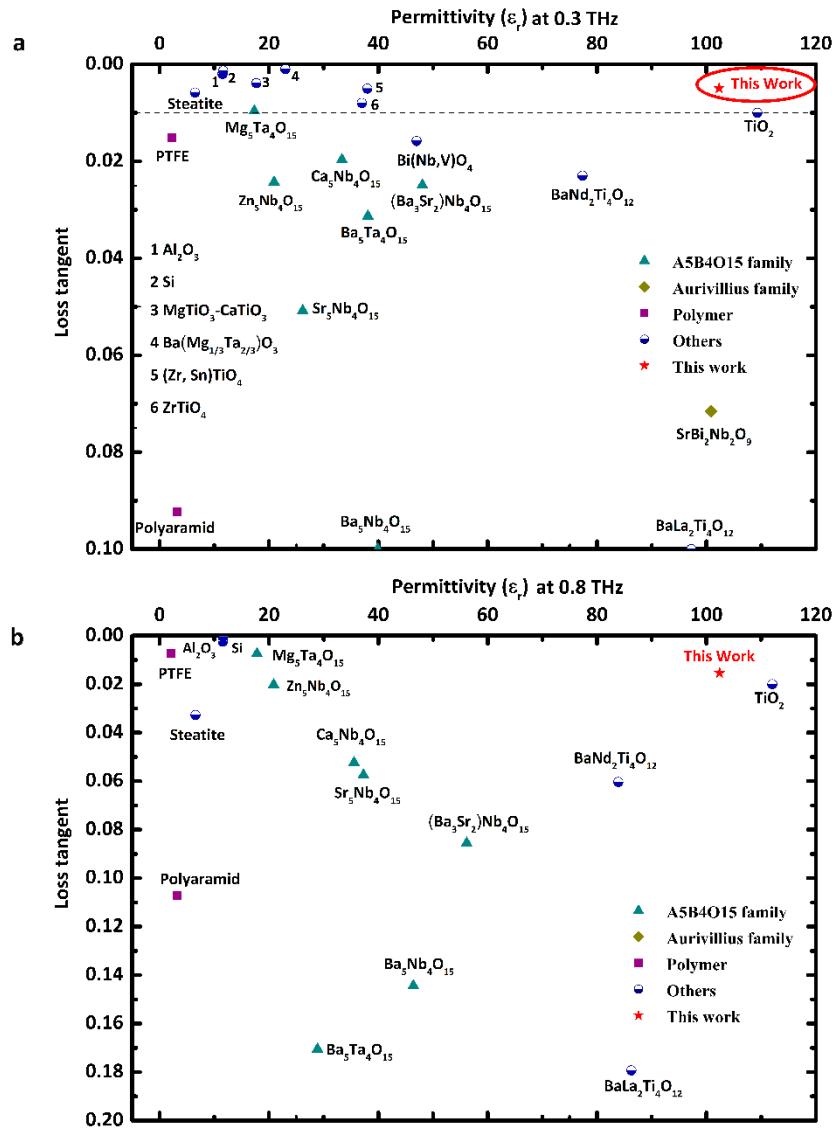 Permittivity (εr) at 0.3 THz
a
0 20 40 60 80 100 120
0.00
0.02
0.04
0.06
0.08
0.10
Loss tangent
1 2 3 4 5 6
This Work
Steatite
Mg5Ta4O15
TiO2
PTFE
Ca5Nb4O15
Bi(Nb,V)O4
Zn5Nb4O15
(Ba3Sr2)Nb4O15
BaNd2Ti4O12
Ba5Ta4O15
1 Al2O3
2 Si
3 MgTiO3-CaTiO3
4 Ba(Mg1/3Ta2/3)O3
5 (Zr, Sn)TiO4
6 ZrTiO4
Sr5Nb4O15
A5B4O15 family
Aurivillius family
Polymer
Others
This work
SrBi2Nb2O9
Polyaramid
Ba5Nb4O15
BaLa2Ti4O12
Permittivity (εr) at 0.8 THz
b
0 20 40 60 80 100 120
0.00
0.02
0.04
0.06
0.08
0.10
0.12
0.14
0.16
0.18
0.20
Loss tangent
Al2O3 Si
Mg5Ta4O15
This Work
PTFE
Zn5Nb4O15
TiO2
Steatite
Ca5Nb4O15
BaNd2Ti4O12
Sr5Nb4O15
(Ba3Sr2)Nb4O15
Polyaramid
A5B4O15 family
Aurivillius family
Polymer
Others
This work
Ba5Nb4O15
Ba5Ta4O15
BaLa2Ti4O12